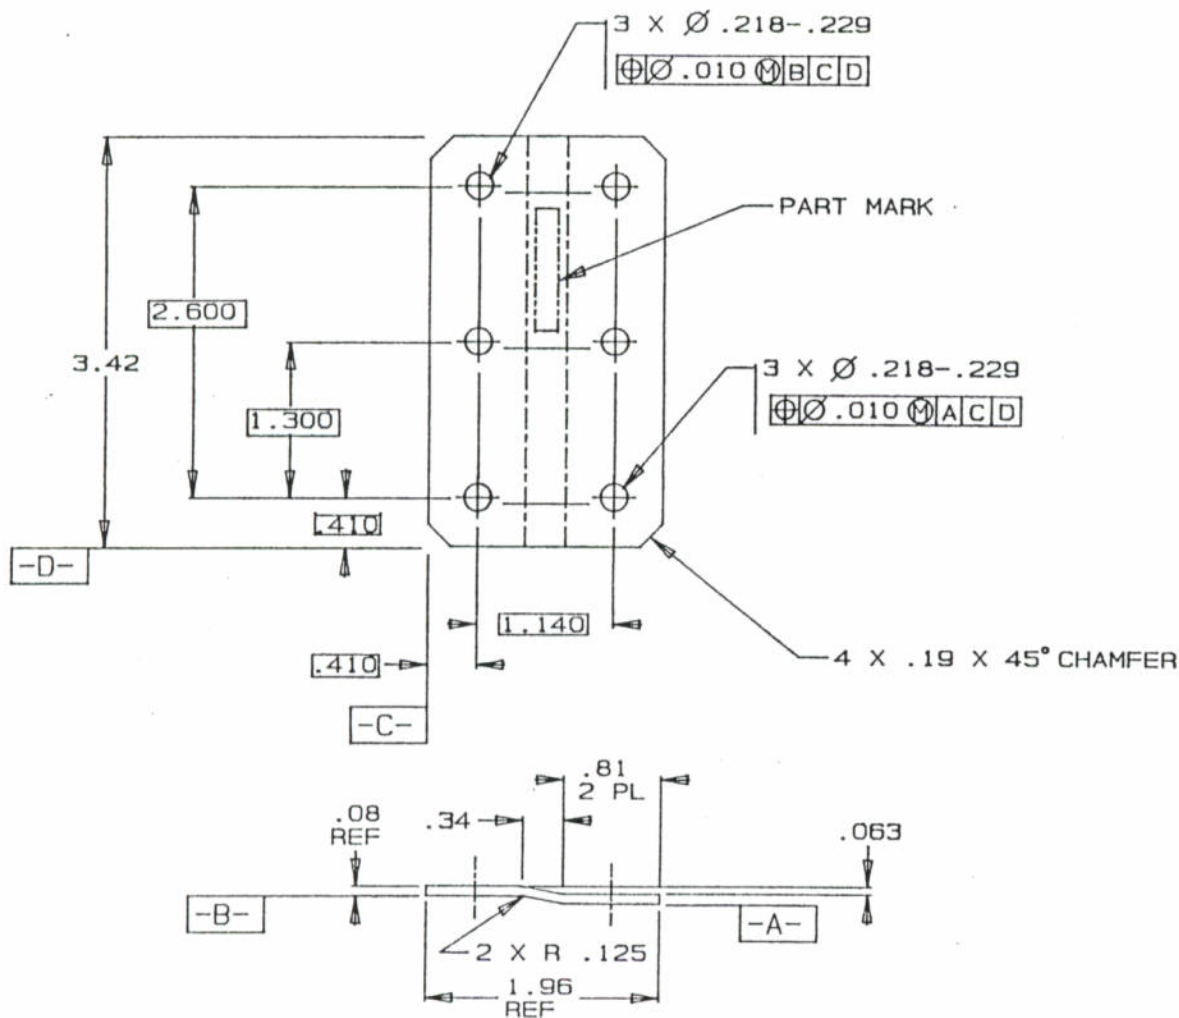 3 X Ø .218-.229
⌖ Ø .010 Ⓜ B C D
PART MARK
2.600
3.42
3 X Ø .218-.229
1.300
⌖ Ø .010 Ⓜ A C D
.410
-D-
1.140
.410
4 X .19 X 45° CHAMFER
-C-
.81
2 PL
.08
REF
.34
.063
-B-
-A-
2 X R .125
1.96
REF